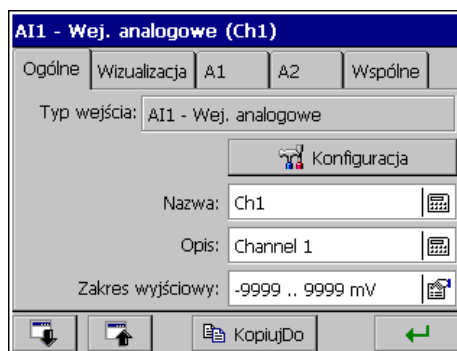 AI1 - Wej. analogowe (Ch1)
Ogólne Wizualizacja A1 A2 Wspólne
Typ wejścia: AI1 - Wej. analogowe
Konfiguracja
Nazwa: Ch1
Opis: Channel 1
Zakres wyjściowy: -9999 .. 9999 mV
KopiujDo